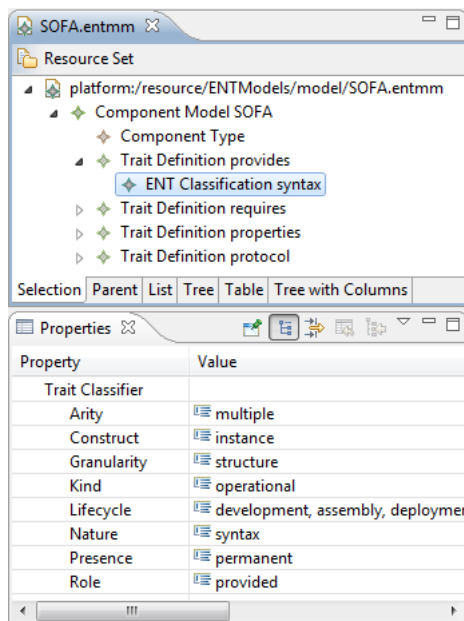 SOFA.entmm
Resource Set
platform:/resource/ENTModels/model/SOFA.entmm
Component Model SOFA
Component Type
Trait Definition provides
ENT Classification syntax
Trait Definition requires
Trait Definition properties
Trait Definition protocol
Selection Parent List Tree Table Tree with Columns
Properties
Property Value
Trait Classifier
Arity multiple
Construct instance
Granularity structure
Kind operational
Lifecycle development, assembly, deploymen
Nature syntax
Presence permanent
Role provided